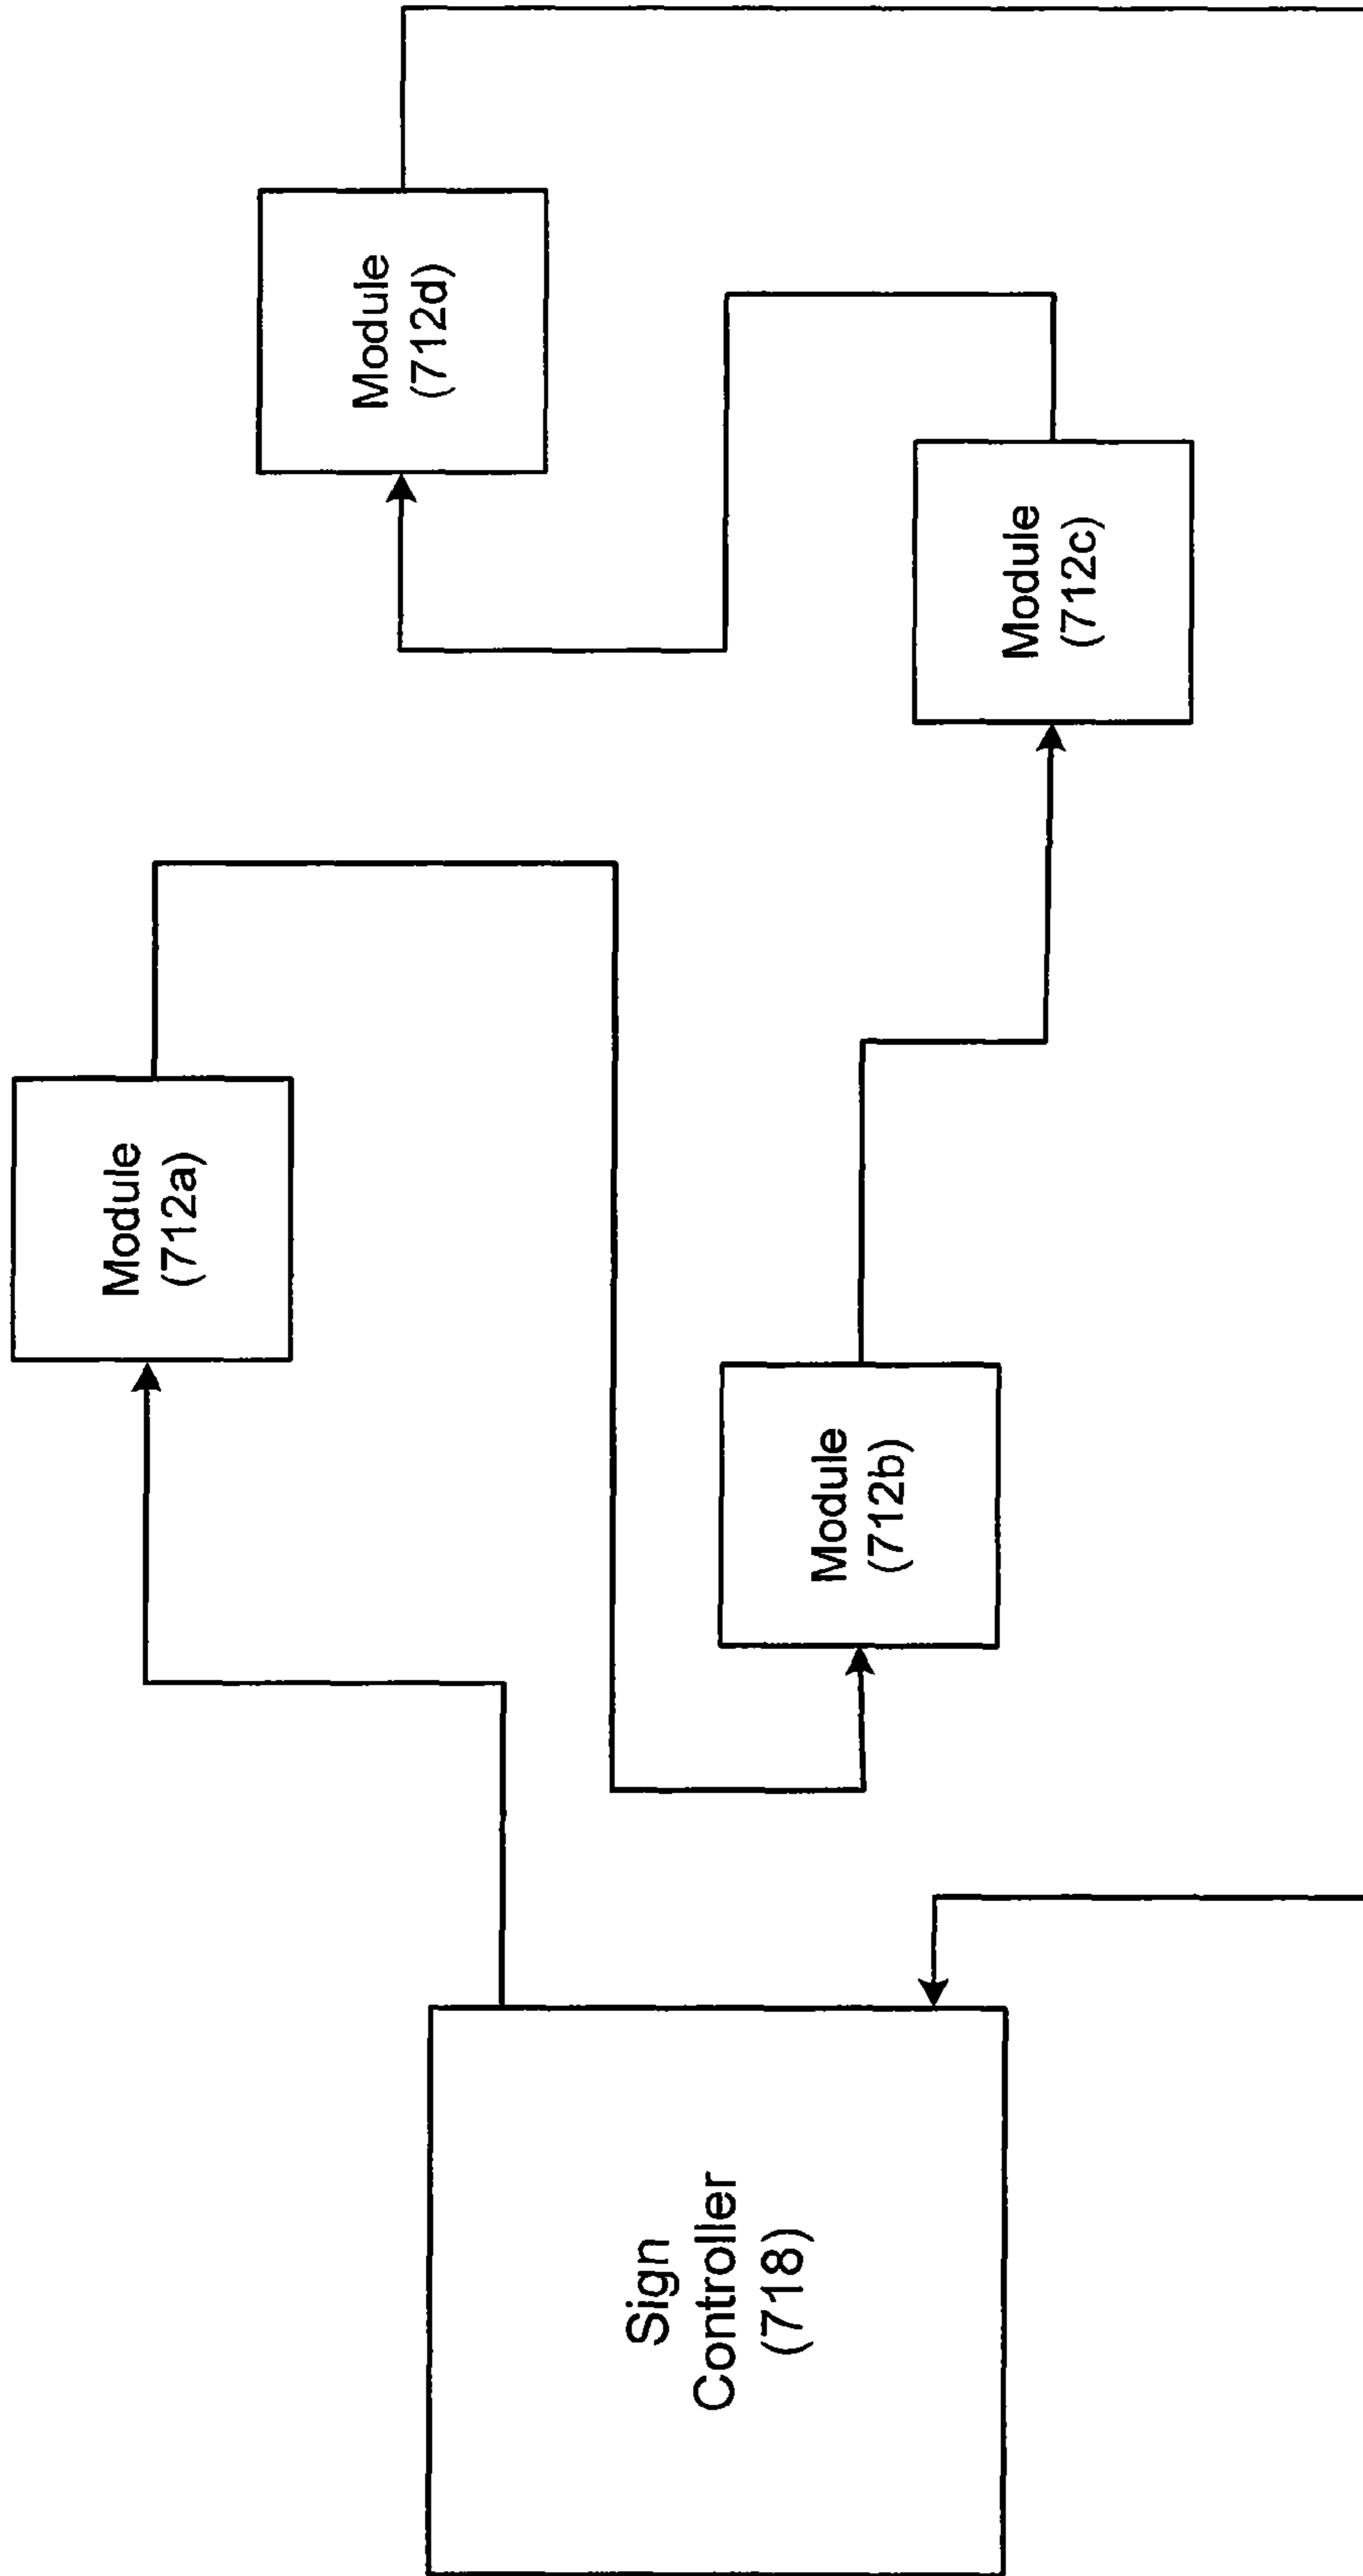 Sign
Controller
(718)
Module
(712a)
Module
(712b)
Module
(712c)
Module
(712d)